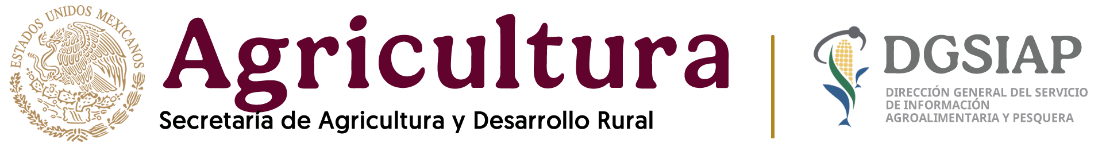 ESTADOS UNIDOS MEXICANOS
Agricultura
Secretaría de Agricultura y Desarrollo Rural
DGSIAP
DIRECCIÓN GENERAL DEL SERVICIO
DE INFORMACIÓN
AGROALIMENTARIA Y PESQUERA